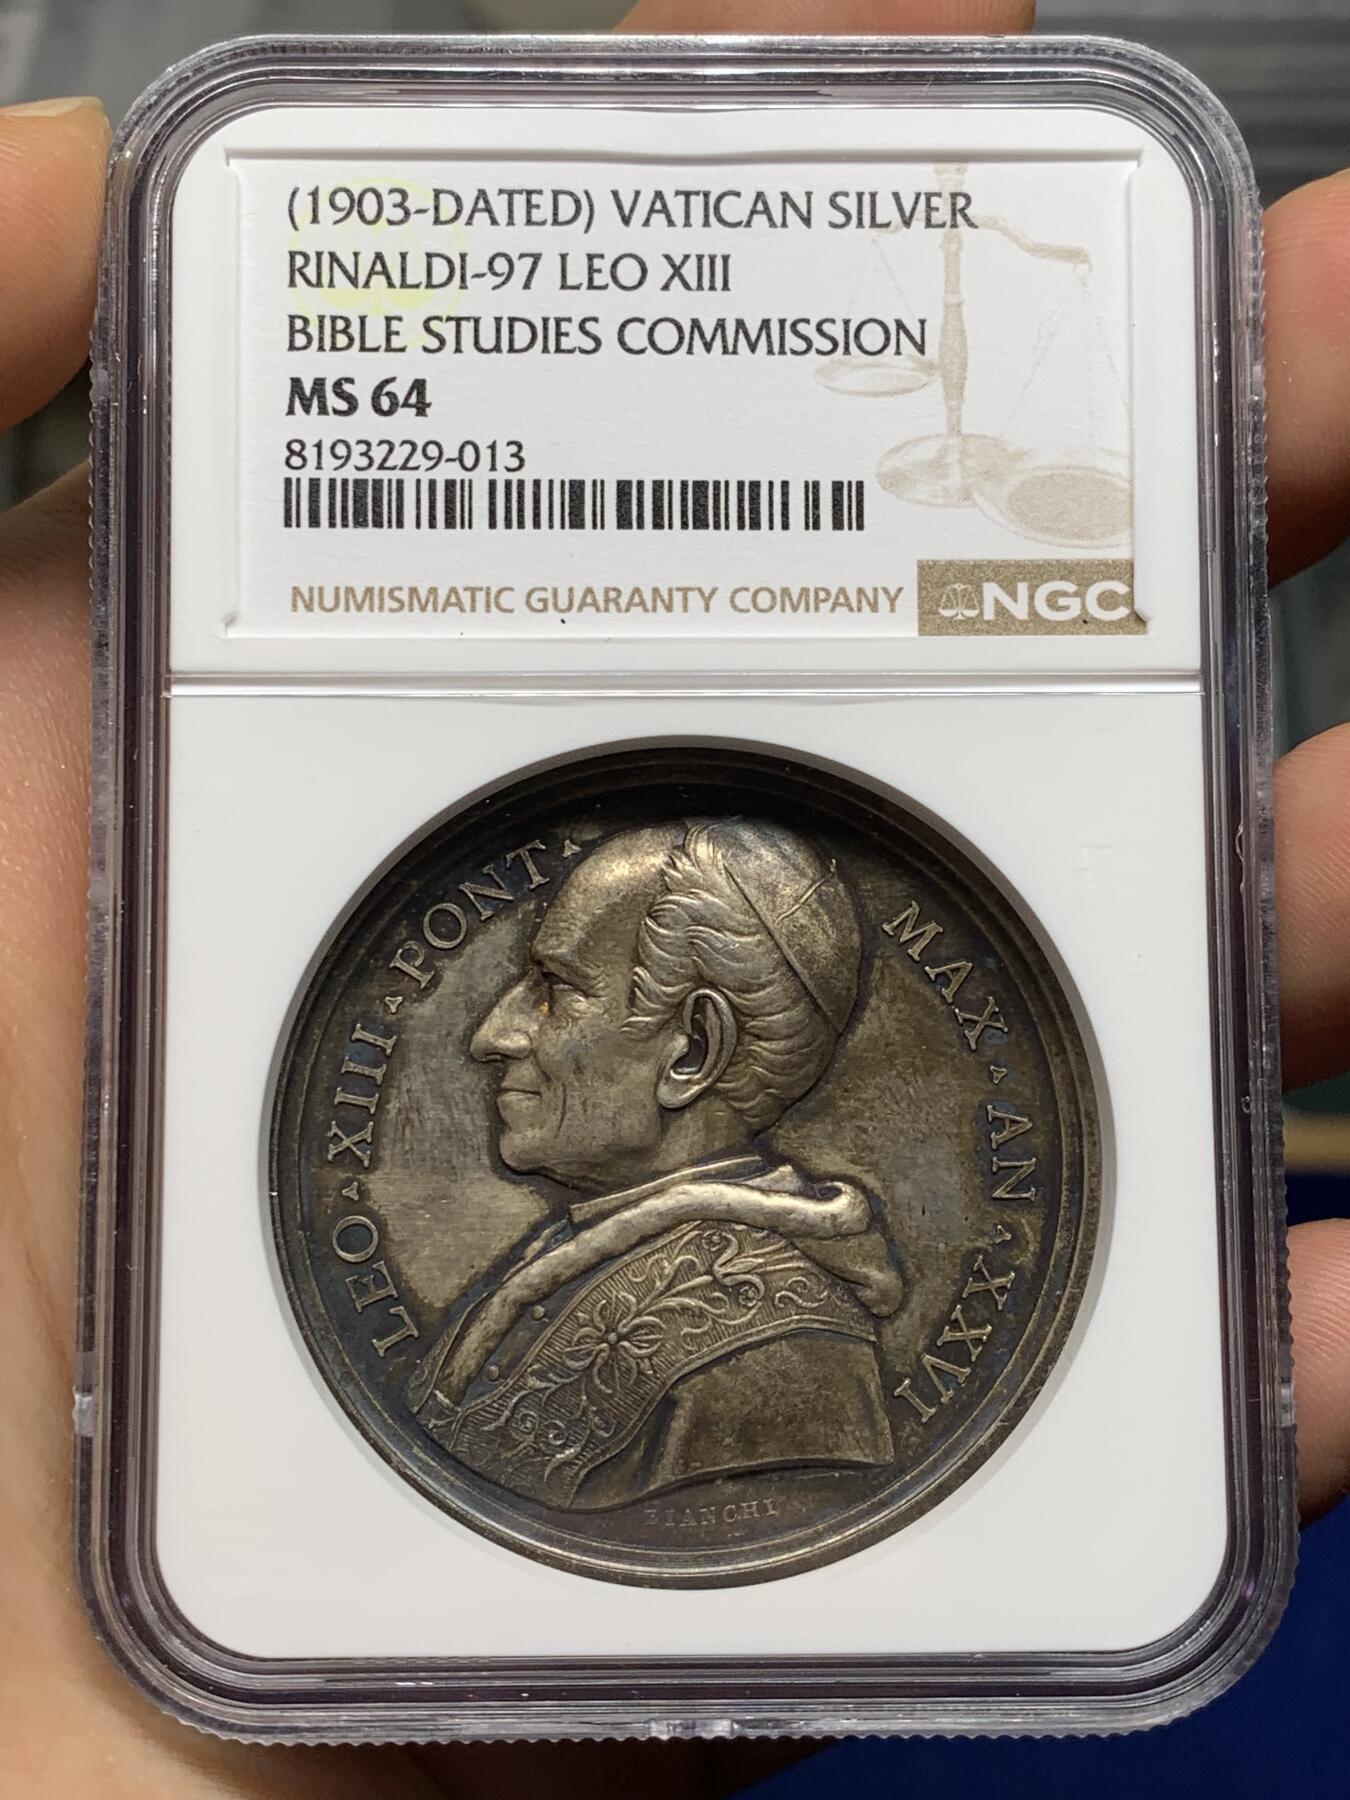 (1903-DATED) VATICAN SILVER
RINALDI-97 LEO XIII
BIBLE STUDIES COMMISSION
MS 64
8193229-013
NUMISMATIC GUARANTY COMPANY
NGC
LEO · XIII · PONT · MAX · AN · XXVI
BIANCHI